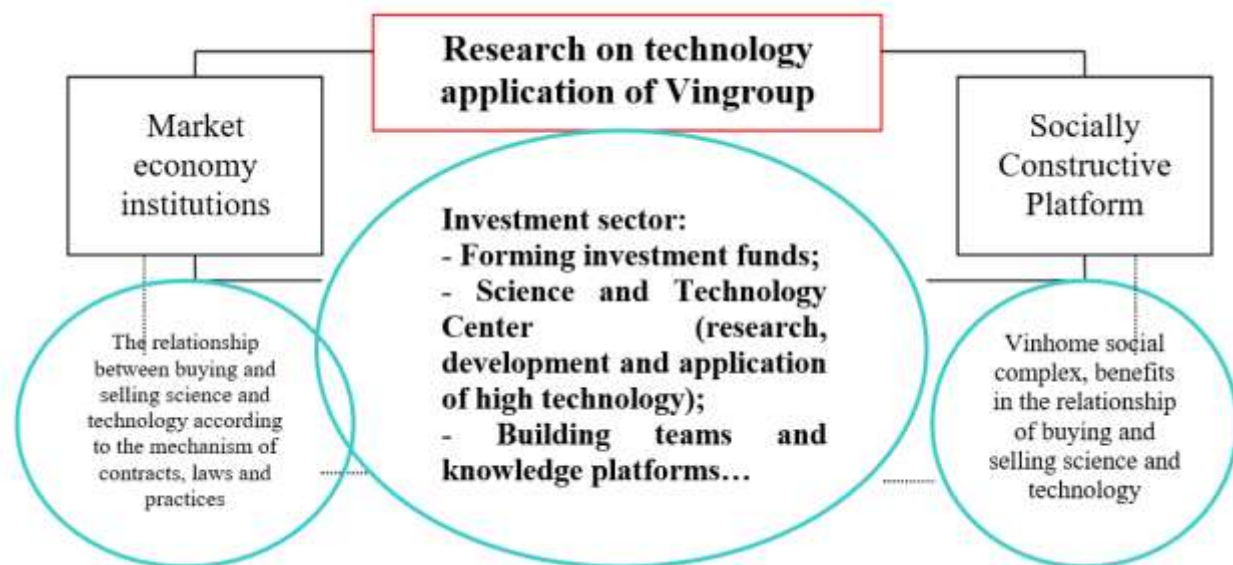 Research on technology
application of Vingroup
Market
economy
institutions
Socially
Constructive
Platform
Investment sector:
- Forming investment funds;
- Science and Technology
Center (research,
development and application
of high technology);
- Building teams and
knowledge platforms…
The relationship
between buying and
selling science and
technology according
to the mechanism of
contracts, laws and
practices
Vinhome social
complex, benefits
in the relationship
of buying and
selling science and
technology